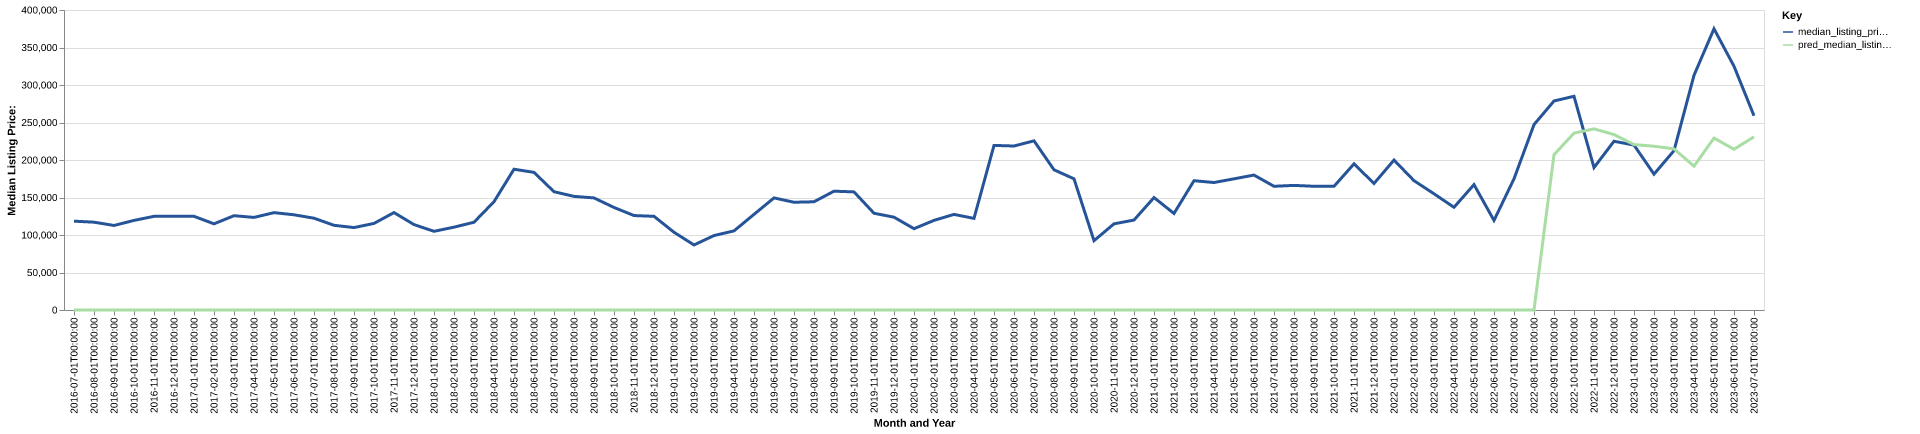 400,000
350,000
300,000
250,000
200,000
150,000
100,000
50,000
0
Median Listing Price:
2016-07-01T00:00:00
2016-08-01T00:00:00
2016-09-01T00:00:00
2016-10-01T00:00:00
2016-11-01T00:00:00
2016-12-01T00:00:00
2017-01-01T00:00:00
2017-02-01T00:00:00
2017-03-01T00:00:00
2017-04-01T00:00:00
2017-05-01T00:00:00
2017-06-01T00:00:00
2017-07-01T00:00:00
2017-08-01T00:00:00
2017-09-01T00:00:00
2017-10-01T00:00:00
2017-11-01T00:00:00
2017-12-01T00:00:00
2018-01-01T00:00:00
2018-02-01T00:00:00
2018-03-01T00:00:00
2018-04-01T00:00:00
2018-05-01T00:00:00
2018-06-01T00:00:00
2018-07-01T00:00:00
2018-08-01T00:00:00
2018-09-01T00:00:00
2018-10-01T00:00:00
2018-11-01T00:00:00
2018-12-01T00:00:00
2019-01-01T00:00:00
2019-02-01T00:00:00
2019-03-01T00:00:00
2019-04-01T00:00:00
2019-05-01T00:00:00
2019-06-01T00:00:00
2019-07-01T00:00:00
2019-08-01T00:00:00
2019-09-01T00:00:00
2019-10-01T00:00:00
2019-11-01T00:00:00
2019-12-01T00:00:00
2020-01-01T00:00:00
2020-02-01T00:00:00
2020-03-01T00:00:00
2020-04-01T00:00:00
2020-05-01T00:00:00
2020-06-01T00:00:00
2020-07-01T00:00:00
2020-08-01T00:00:00
2020-09-01T00:00:00
2020-10-01T00:00:00
2020-11-01T00:00:00
2020-12-01T00:00:00
2021-01-01T00:00:00
2021-02-01T00:00:00
2021-03-01T00:00:00
2021-04-01T00:00:00
2021-05-01T00:00:00
2021-06-01T00:00:00
2021-07-01T00:00:00
2021-08-01T00:00:00
2021-09-01T00:00:00
2021-10-01T00:00:00
2021-11-01T00:00:00
2021-12-01T00:00:00
2022-01-01T00:00:00
2022-02-01T00:00:00
2022-03-01T00:00:00
2022-04-01T00:00:00
2022-05-01T00:00:00
2022-06-01T00:00:00
2022-07-01T00:00:00
2022-08-01T00:00:00
2022-09-01T00:00:00
2022-10-01T00:00:00
2022-11-01T00:00:00
2022-12-01T00:00:00
2023-01-01T00:00:00
2023-02-01T00:00:00
2023-03-01T00:00:00
2023-04-01T00:00:00
2023-05-01T00:00:00
2023-06-01T00:00:00
2023-07-01T00:00:00
Month and Year
Key
median_listing_pri…
pred_median_listin…